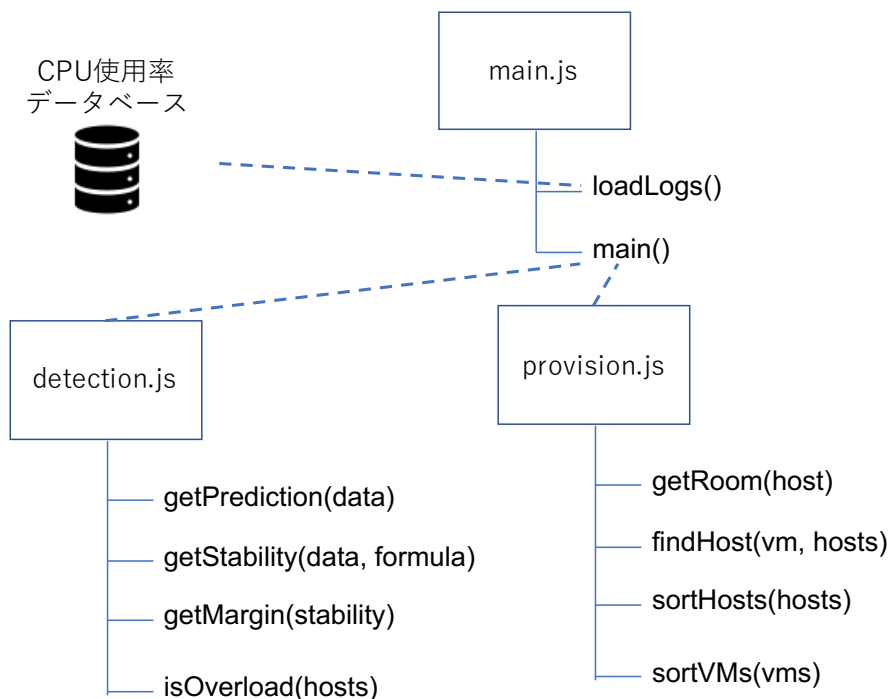 CPU使用率
データベース
main.js
loadLogs()
main()
detection.js
getPrediction(data)
getStability(data, formula)
getMargin(stability)
isOverload(hosts)
provision.js
getRoom(host)
findHost(vm, hosts)
sortHosts(hosts)
sortVMs(vms)